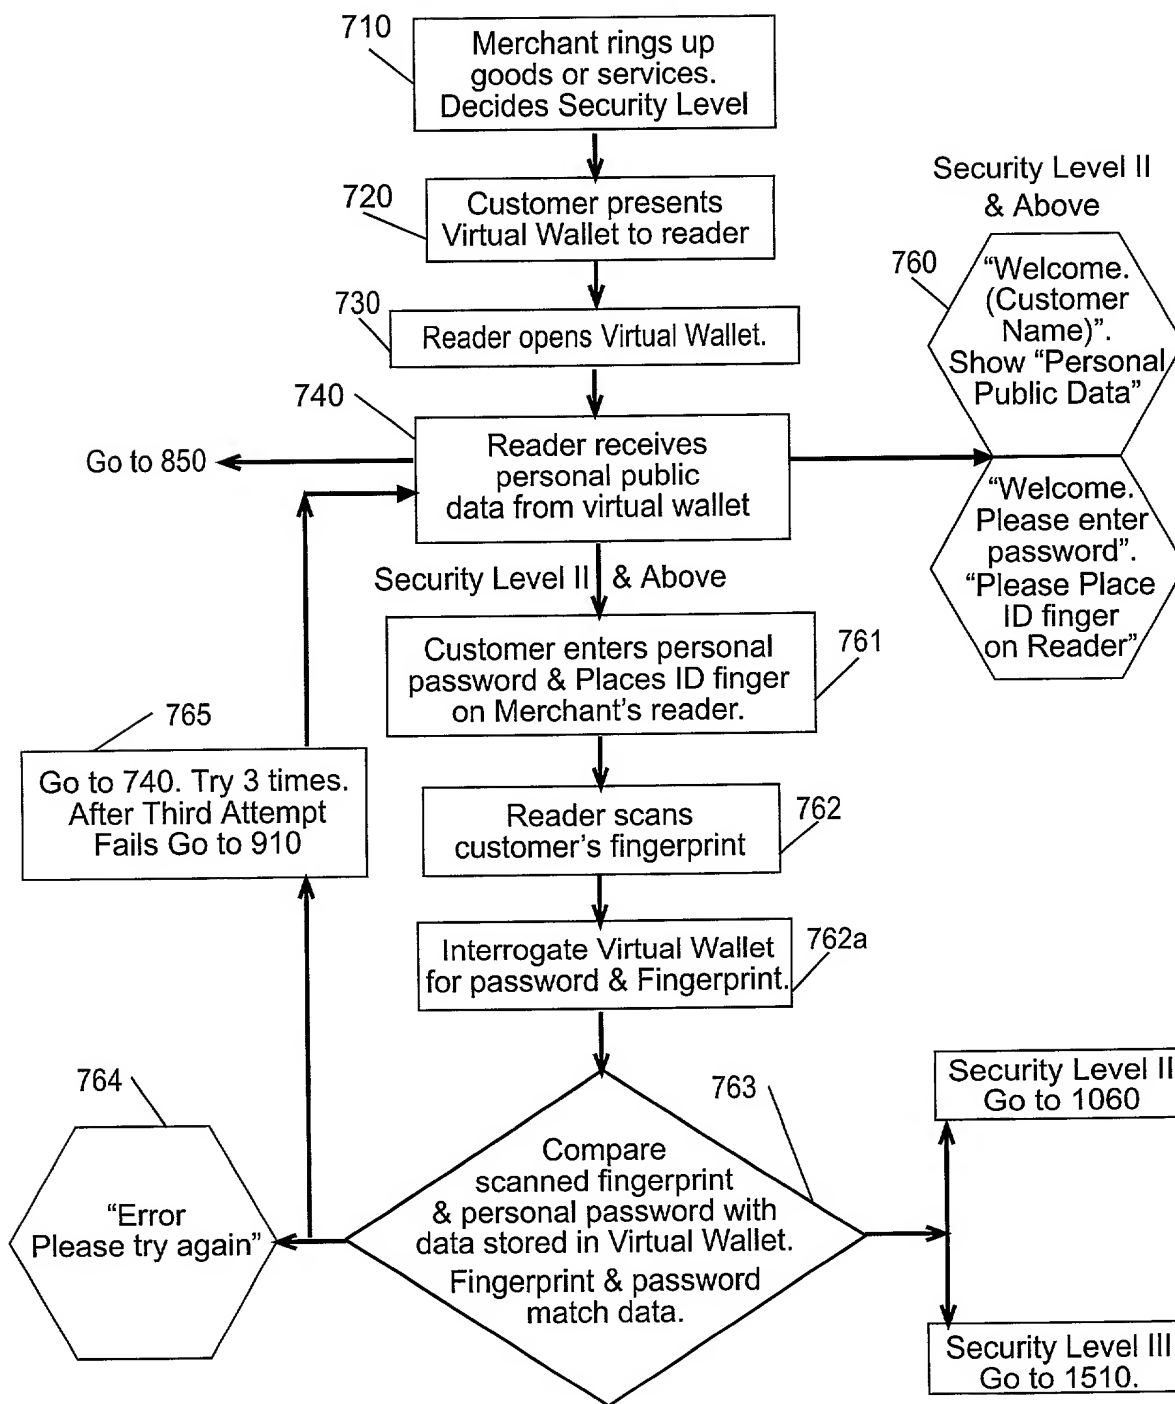 710
Merchant rings up
goods or services.
Decides Security Level
720
Customer presents
Virtual Wallet to reader
730
Reader opens Virtual Wallet.
740
Reader receives
personal public
data from virtual wallet
Go to 850
Security Level II
& Above
760
“Welcome.
(Customer
Name)”.
Show “Personal
Public Data”
“Welcome.
Please enter
password”.
“Please Place
ID finger
on Reader”
Security Level II & Above
761
Customer enters personal
password & Places ID finger
on Merchant’s reader.
765
Go to 740. Try 3 times.
After Third Attempt
Fails Go to 910
762
Reader scans
customer’s fingerprint
762a
Interrogate Virtual Wallet
for password & Fingerprint.
763
Compare
scanned fingerprint
& personal password with
data stored in Virtual Wallet.
Fingerprint & password
match data.
764
“Error
Please try again”
Security Level II
Go to 1060
Security Level III
Go to 1510.